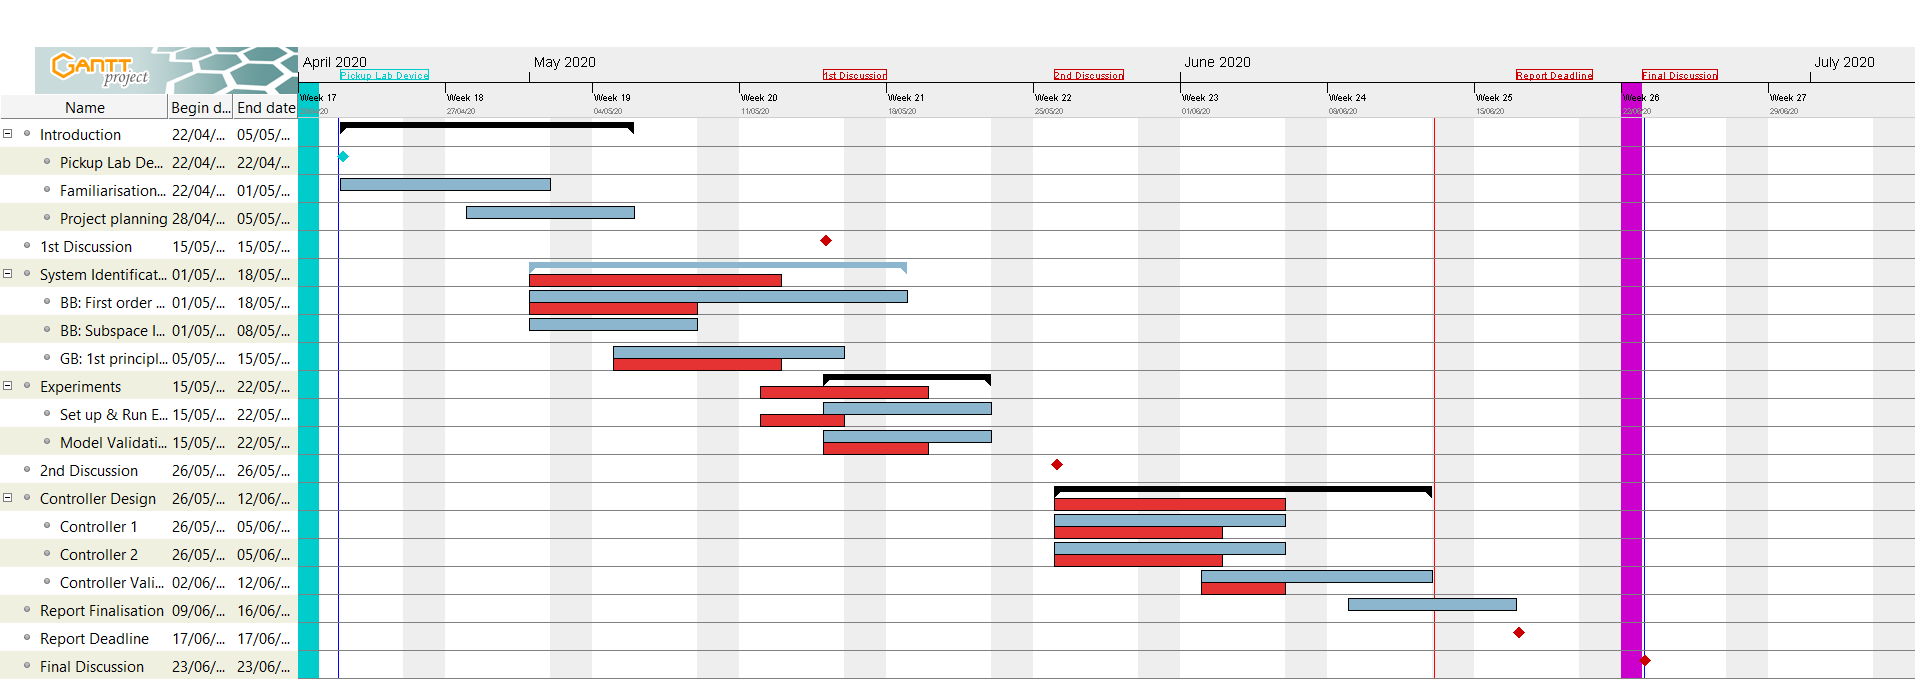 GANTT
project
April 2020
May 2020
June 2020
July 2020
Pickup Lab Device
1st Discussion
2nd Discussion
Report Deadline
Final Discussion
Name Begin d... End date
Week 17
Week 18
Week 19
Week 20
Week 21
Week 22
Week 23
Week 24
Week 25
Week 26
Week 27
27/04/20
04/05/20
11/05/20
18/05/20
25/05/20
01/06/20
08/06/20
15/06/20
22/06/20
29/06/20
Introduction 22/04/... 05/05/...
Pickup Lab De... 22/04/... 22/04/...
Familiarisation... 22/04/... 01/05/...
Project planning 28/04/... 05/05/...
1st Discussion 15/05/... 15/05/...
System Identificat... 01/05/... 18/05/...
BB: First order ... 01/05/... 18/05/...
BB: Subspace I... 01/05/... 08/05/...
GB: 1st principl... 05/05/... 15/05/...
Experiments 15/05/... 22/05/...
Set up & Run E... 15/05/... 22/05/...
Model Validati... 15/05/... 22/05/...
2nd Discussion 26/05/... 26/05/...
Controller Design 26/05/... 12/06/...
Controller 1 26/05/... 05/06/...
Controller 2 26/05/... 05/06/...
Controller Vali... 02/06/... 12/06/...
Report Finalisation 09/06/... 16/06/...
Report Deadline 17/06/... 17/06/...
Final Discussion 23/06/... 23/06/...